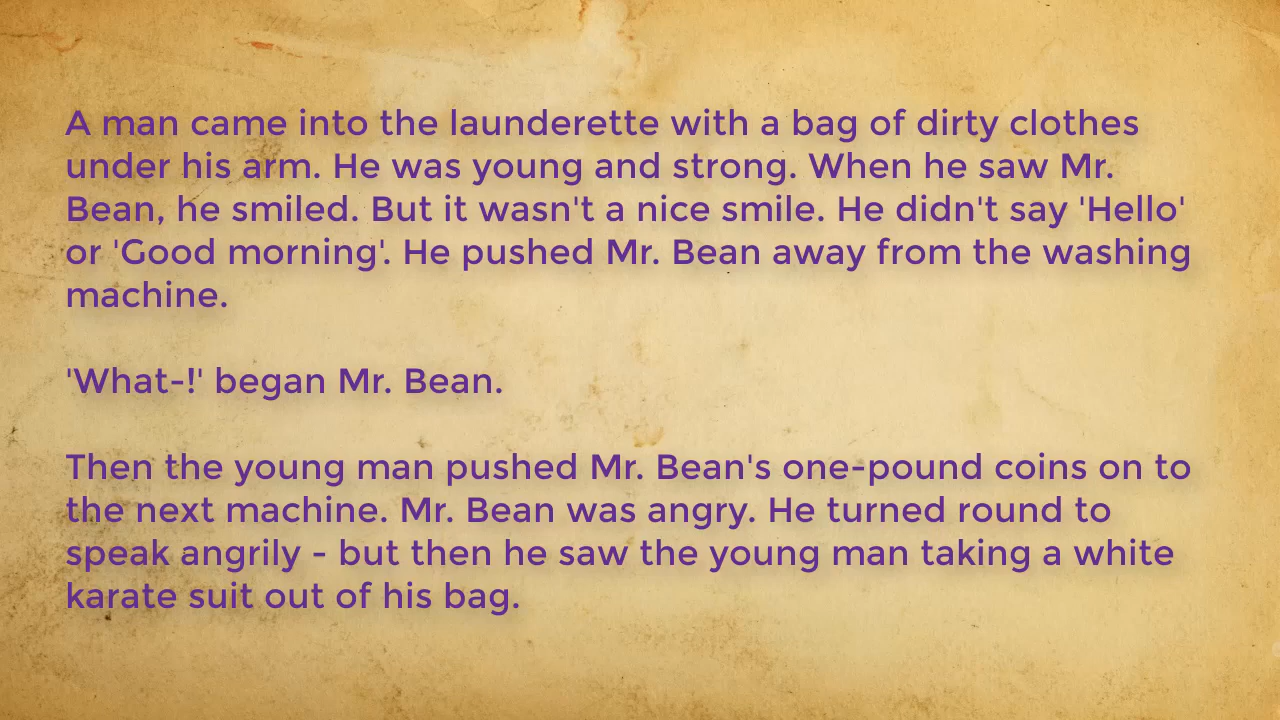 A man came into the launderette with a bag of dirty clothes
under his arm. He was young and strong. When he saw Mr.
Bean, he smiled. But it wasn't a nice smile. He didn't say 'Hello'
or 'Good morning'. He pushed Mr. Bean away from the washing
machine.
'What-!' began Mr. Bean.
Then the young man pushed Mr. Bean's one-pound coins on to
the next machine. Mr. Bean was angry. He turned round to
speak angrily - but then he saw the young man taking a white
karate suit out of his bag.